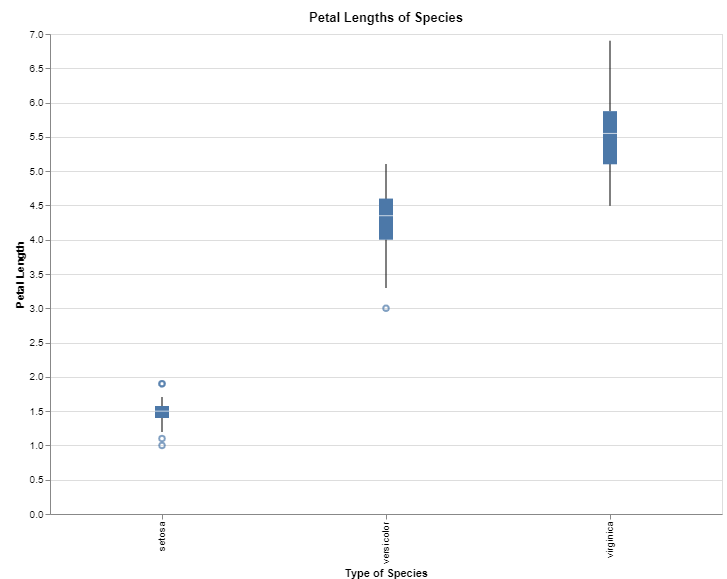 Petal Lengths of Species
Petal Length
7.0
6.5
6.0
5.5
5.0
4.5
4.0
3.5
3.0
2.5
2.0
1.5
1.0
0.5
0.0
setosa
versicolor
virginica
Type of Species